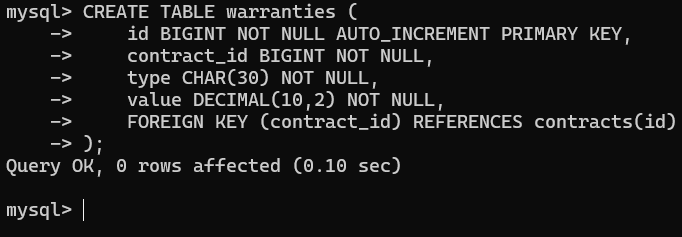 mysql> CREATE TABLE warranties (
    ->     id BIGINT NOT NULL AUTO_INCREMENT PRIMARY KEY,
    ->     contract_id BIGINT NOT NULL,
    ->     type CHAR(30) NOT NULL,
    ->     value DECIMAL(10,2) NOT NULL,
    ->     FOREIGN KEY (contract_id) REFERENCES contracts(id)
    -> );
Query OK, 0 rows affected (0.10 sec)
mysql>